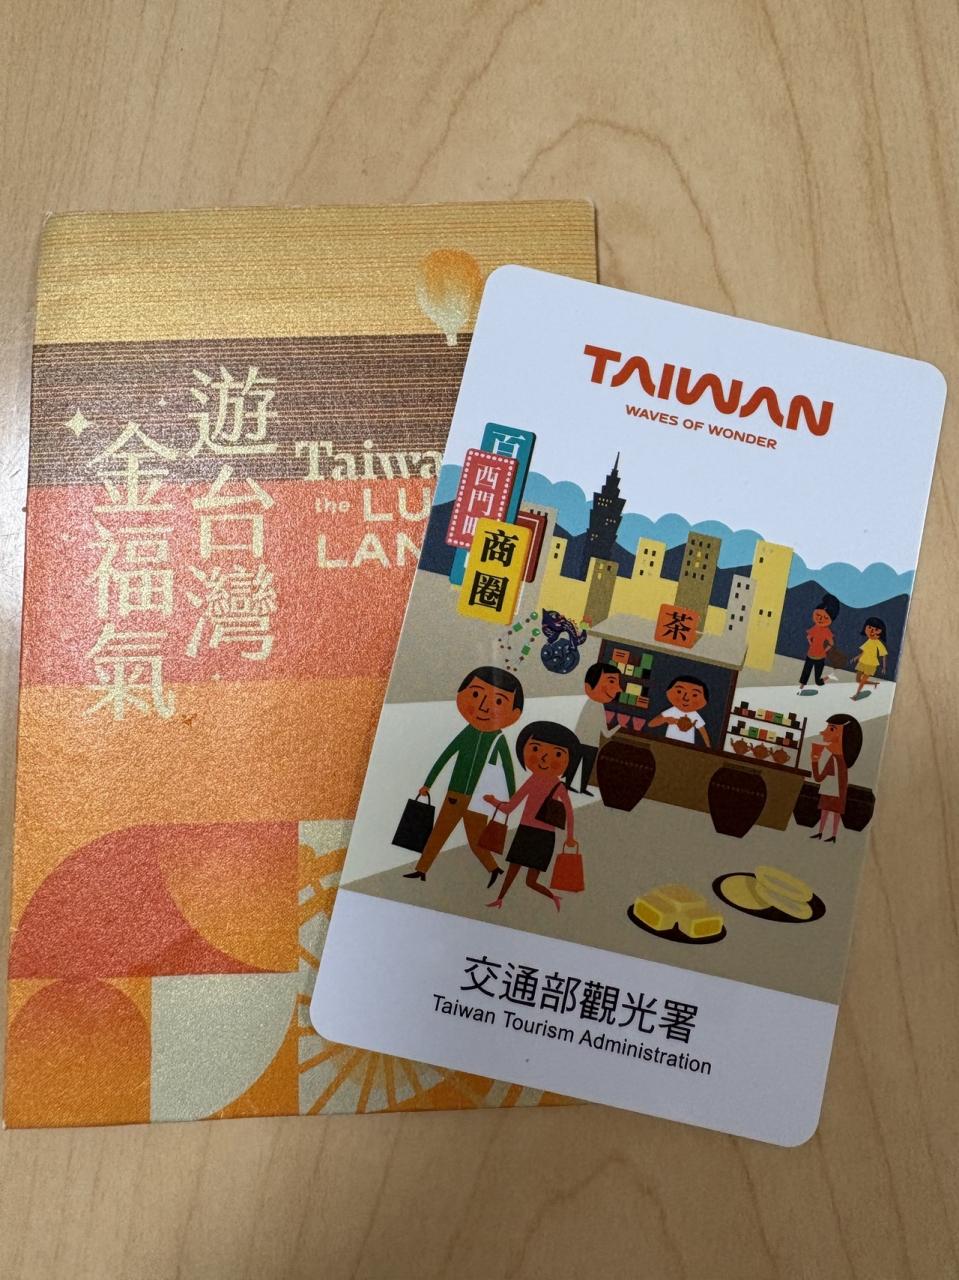 遊台灣
金福氣
Taiwa
the LU
LAN
TAIWAN
WAVES OF WONDER
百
西門町
商圈
茶
交通部觀光署
Taiwan Tourism Administration